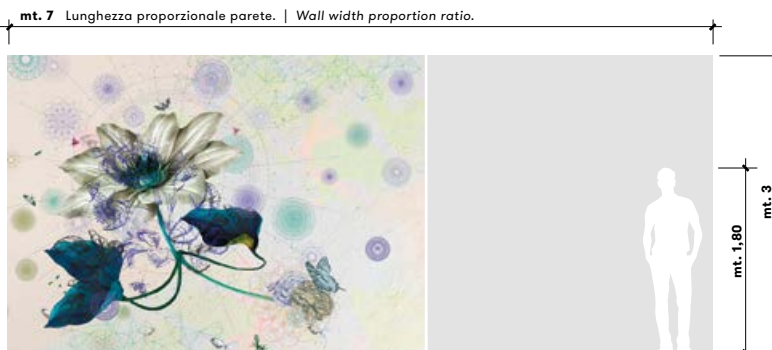 mt. 7 Lunghezza proporzionale parete. | Wall width proportion ratio.
mt. 1,80
mt. 3